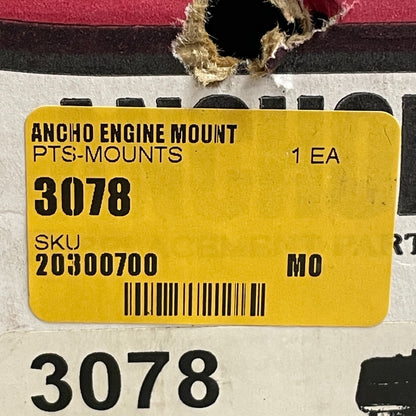 ANCHO ENGINE MOUNT
PTS-MOUNTS 1 EA
3078
SKU
20300700 MO
3078